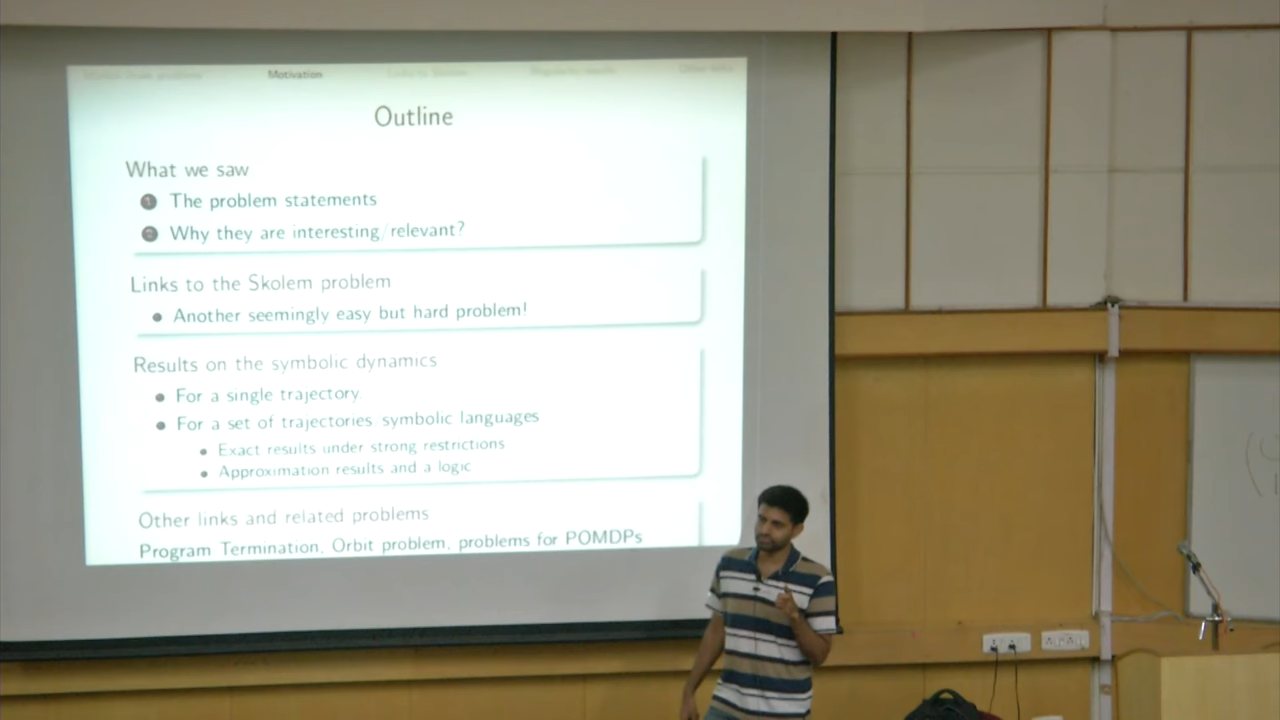 Motivation
Outline
What we saw
1 The problem statements
2 Why they are interesting/relevant?
Links to the Skolem problem
Another seemingly easy but hard problem!
Results on the symbolic dynamics
For a single trajectory.
For a set of trajectories symbolic languages
Exact results under strong restrictions
Approximation results and a logic
Other links and related problems
Program Termination, Orbit problem, problems for POMDPs